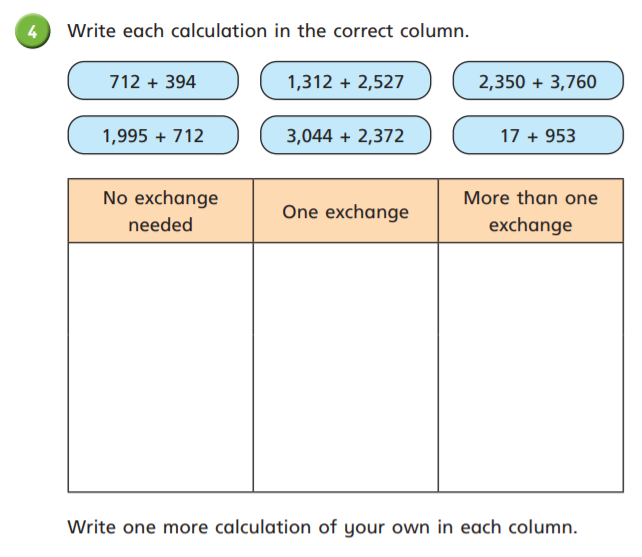 4 Write each calculation in the correct column.
712 + 394 1,312 + 2,527 2,350 + 3,760
1,995 + 712 3,044 + 2,372 17 + 953
No exchange needed One exchange More than one exchange
Write one more calculation of your own in each column.